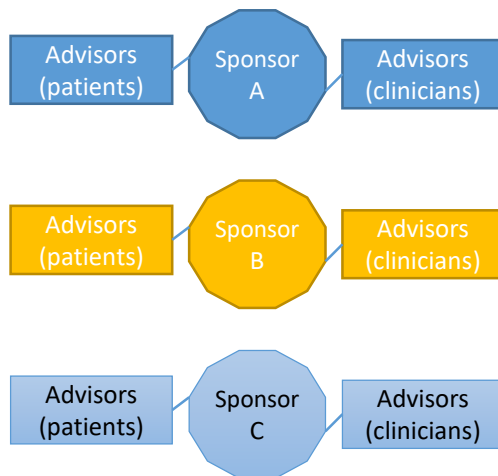 Advisors
(patients)
Sponsor
A
Advisors
(clinicians)
Advisors
(patients)
Sponsor
B
Advisors
(clinicians)
Advisors
(patients)
Sponsor
C
Advisors
(clinicians)